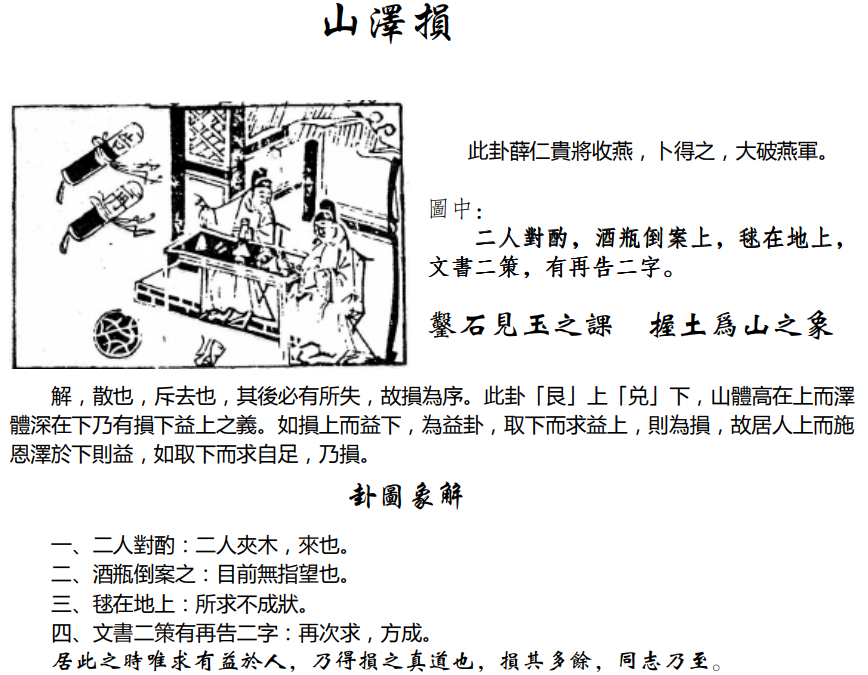 山澤損
此卦薛仁貴將收燕，卜得之，大破燕軍。
圖中：
二人對酌，酒瓶倒案上，毬在地上，
文書二策，有再告二字。
鑿石見玉之課　握土為山之象
解，散也，斥去也，其後必有所失，故損為序。此卦「艮」上「兑」下，山體高在上而澤
體深在下乃有損下益上之義。如損上而益下，為益卦，取下而求益上，則為損，故居人上而施
恩澤於下則益，如取下而求自足，乃損。
卦圖象解
一、二人對酌：二人夾木，來也。
二、酒瓶倒案之：目前無指望也。
三、毬在地上：所求不成狀。
四、文書二策有再告二字：再次求，方成。
居此之時唯求有益於人，乃得損之真道也，損其多餘，同志乃至。